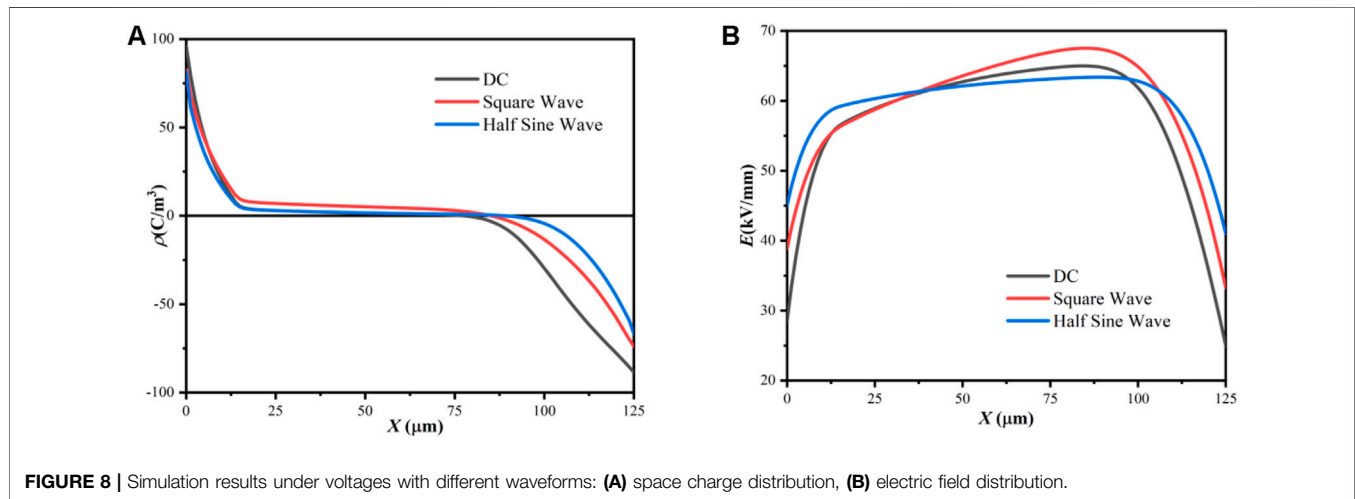 A
100
50
0
-50
-100
ρ(C/m³)
DC
Square Wave
Half Sine Wave
0
25
50
75
100
125
X (μm)
B
70
60
50
40
30
20
E(kV/mm)
DC
Square Wave
Half Sine Wave
0
25
50
75
100
125
X (μm)
FIGURE 8 | Simulation results under voltages with different waveforms: (A) space charge distribution, (B) electric field distribution.